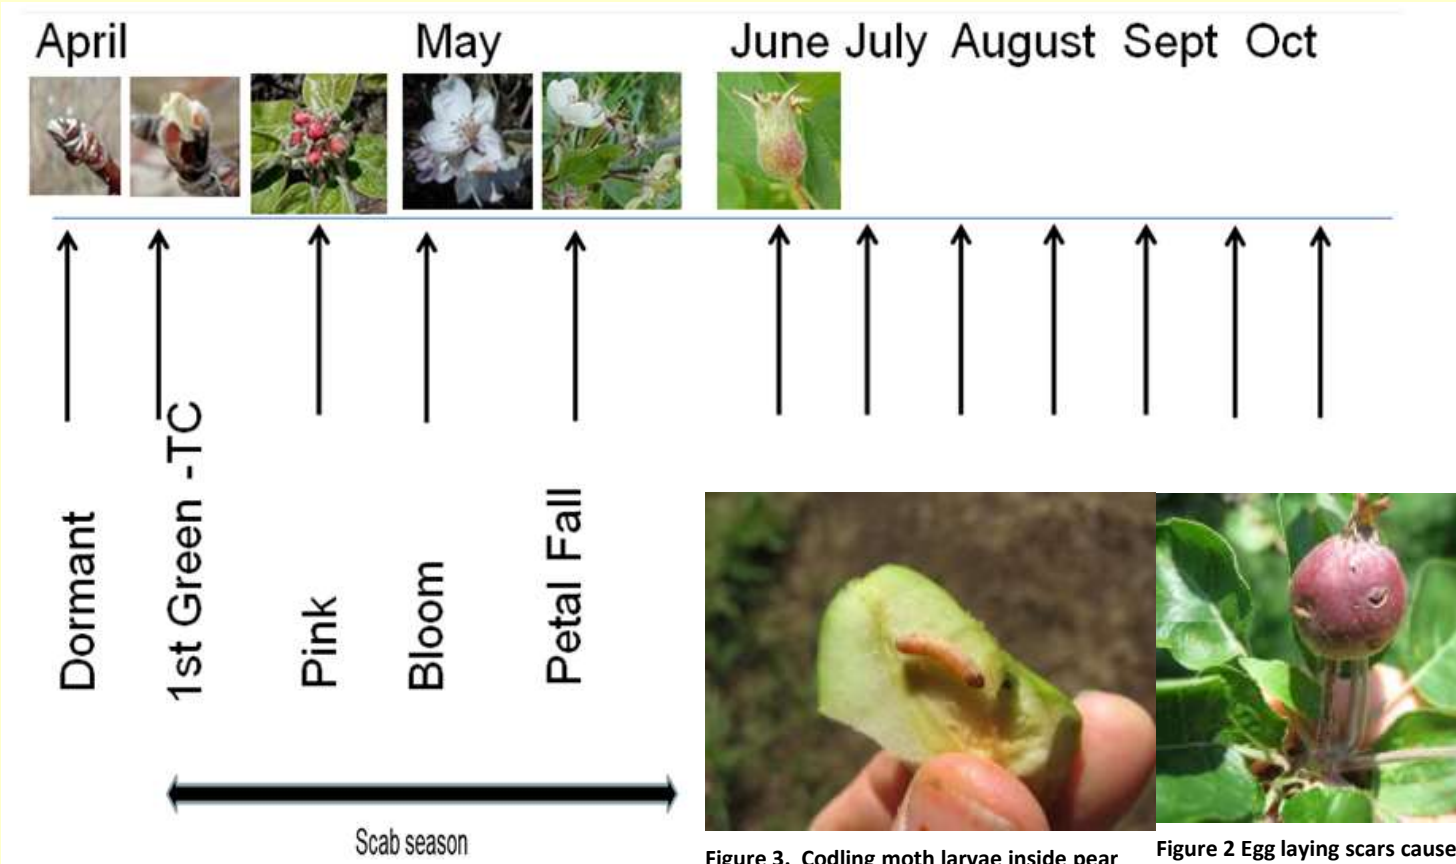 April May June July August Sept Oct
Dormant
1st Green -TC
Pink
Bloom
Petal Fall
Scab season
Figure 3. Codling moth larvae inside pear
Figure 2 Egg laying scars cause